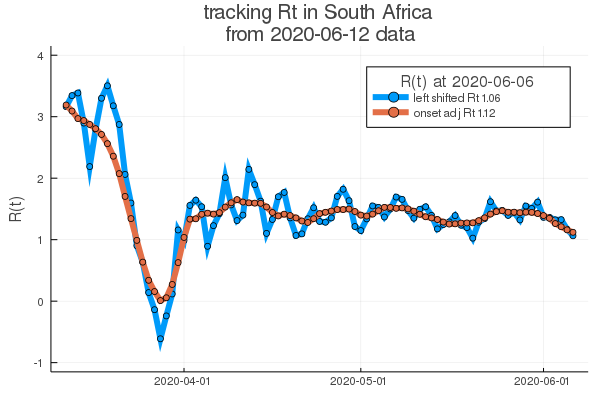 tracking Rt in South Africa
from 2020-06-12 data
R(t) at 2020-06-06
left shifted Rt 1.06
onset adj Rt 1.12
R(t)
4
3
2
1
0
-1
2020-04-01
2020-05-01
2020-06-01